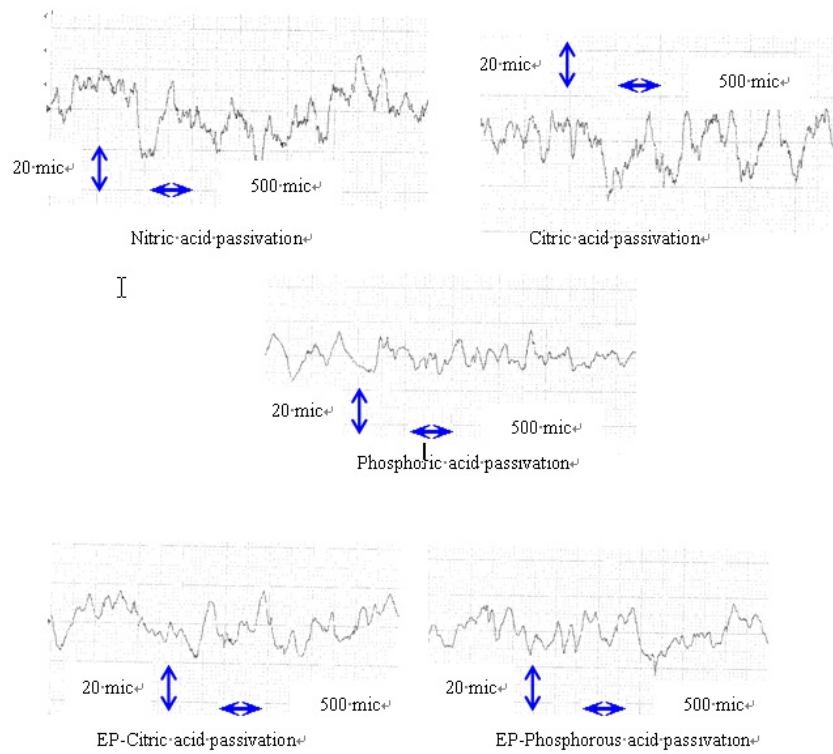 20 mic
500 mic
20 mic
500 mic
Nitric acid passivation
Citric acid passivation
20 mic
500 mic
Phosphoric acid passivation
20 mic
500 mic
20 mic
500 mic
EP-Citric acid passivation
EP-Phosphorous acid passivation